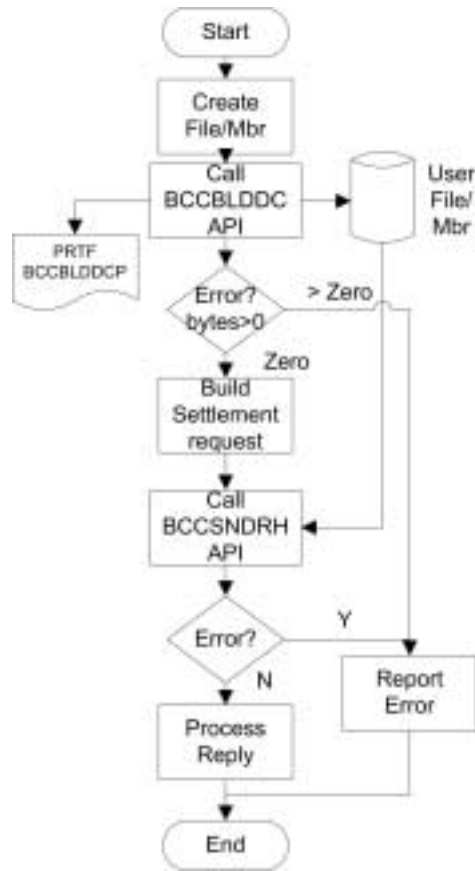 Start
Create
File/Mbr
Call
BCCBLDDC
API
User
File/
Mbr
PRTF
BCCBLDDCP
Error?
bytes>0
> Zero
Zero
Build
Settlement
request
Call
BCCSNDRH
API
Error?
Y
N
Report
Error
Process
Reply
End